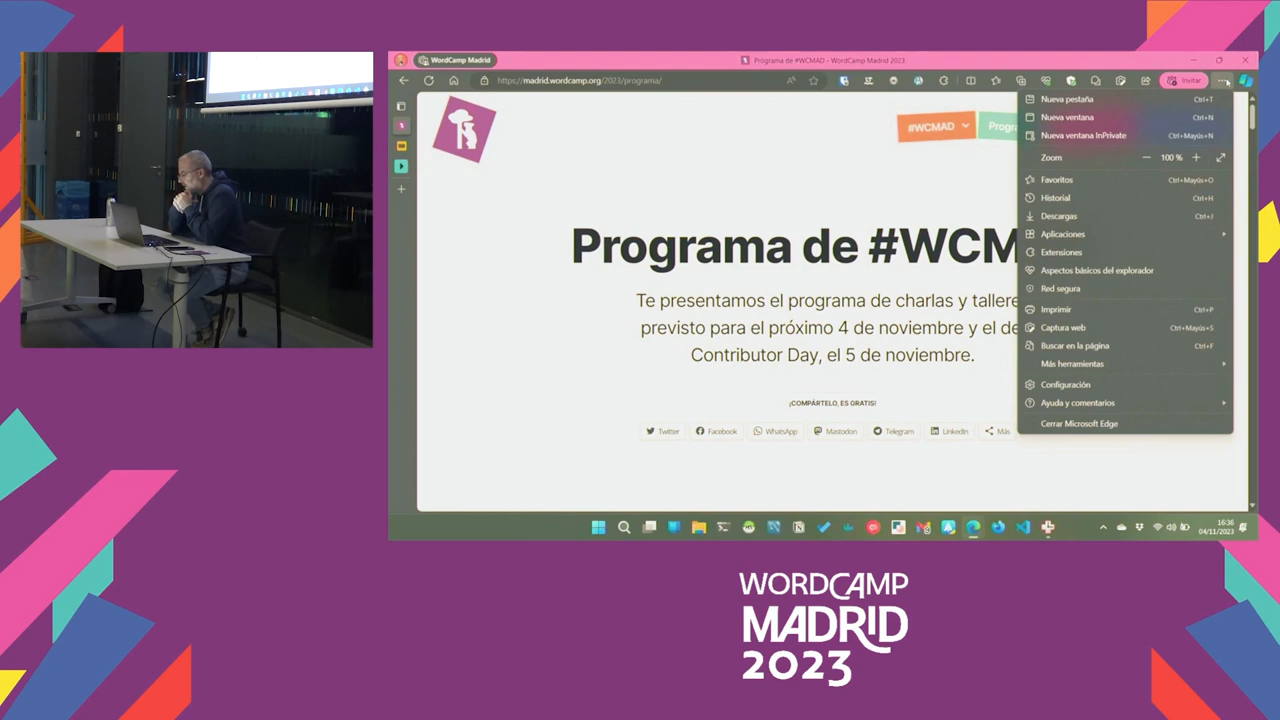 WordCamp Madrid
Programa de #WCMAD - WordCamp Madrid 2023
https://madrid.wordcamp.org/2023/programa/
Invitar
#WCMAD
Progra
Programa de #WCM
Te presentamos el programa de charlas y tallere
previsto para el próximo 4 de noviembre y el de
Contributor Day, el 5 de noviembre.
¡COMPÁRTELO, ES GRATIS!
Twitter Facebook WhatsApp Mastodon Telegram LinkedIn Más
Nueva pestaña Ctrl+T
Nueva ventana Ctrl+N
Nueva ventana InPrivate Ctrl+Mayús+N
Zoom 100 %
Favoritos Ctrl+Mayús+O
Historial Ctrl+H
Descargas Ctrl+J
Aplicaciones
Extensiones
Aspectos básicos del explorador
Red segura
Imprimir Ctrl+P
Captura web Ctrl+Mayús+S
Buscar en la página Ctrl+F
Más herramientas
Configuración
Ayuda y comentarios
Cerrar Microsoft Edge
16:36
04/11/2023
WORDCAMP
MADRID
2023